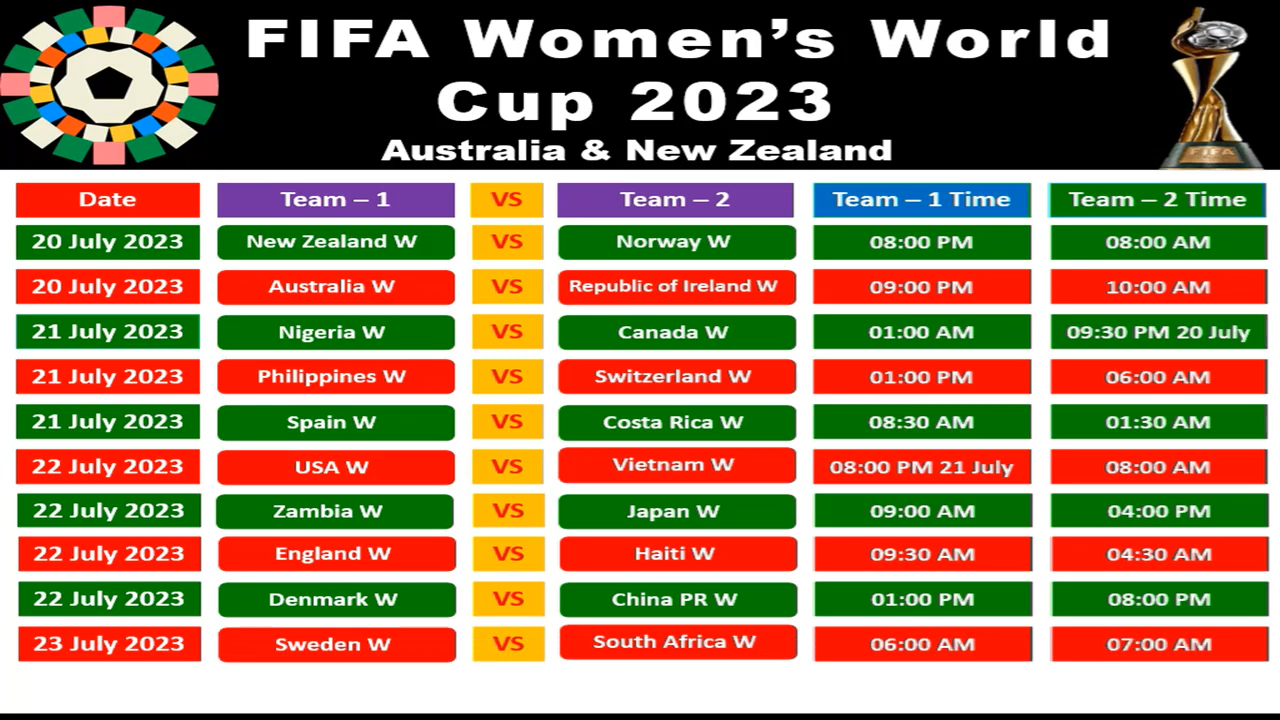 FIFA Women's World
Cup 2023
Australia & New Zealand
FIFA
Date Team – 1 VS Team – 2 Team – 1 Time Team – 2 Time
20 July 2023 New Zealand W VS Norway W 08:00 PM 08:00 AM
20 July 2023 Australia W VS Republic of Ireland W 09:00 PM 10:00 AM
21 July 2023 Nigeria W VS Canada W 01:00 AM 09:30 PM 20 July
21 July 2023 Philippines W VS Switzerland W 01:00 PM 06:00 AM
21 July 2023 Spain W VS Costa Rica W 08:30 AM 01:30 AM
22 July 2023 USA W VS Vietnam W 08:00 PM 21 July 08:00 AM
22 July 2023 Zambia W VS Japan W 09:00 AM 04:00 PM
22 July 2023 England W VS Haiti W 09:30 AM 04:30 AM
22 July 2023 Denmark W VS China PR W 01:00 PM 08:00 PM
23 July 2023 Sweden W VS South Africa W 06:00 AM 07:00 AM